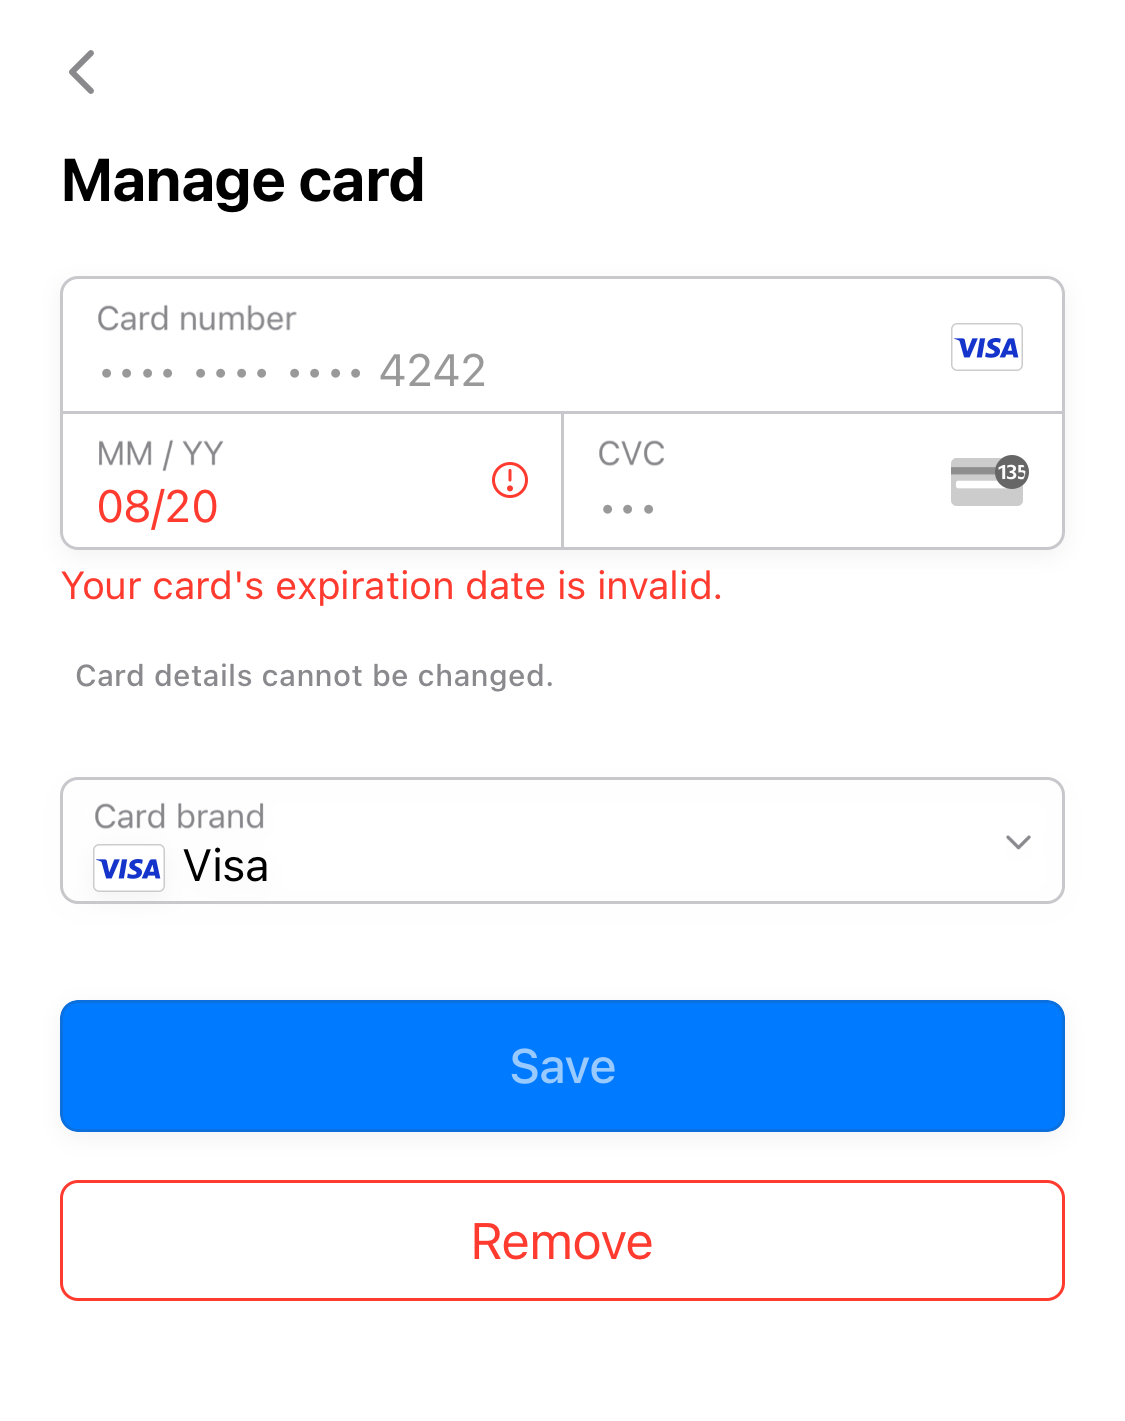 Manage card
Card number
•••• •••• •••• 4242
VISA
MM / YY
08/20
CVC
•••
135
Your card's expiration date is invalid.
Card details cannot be changed.
Card brand
VISA Visa
Save
Remove